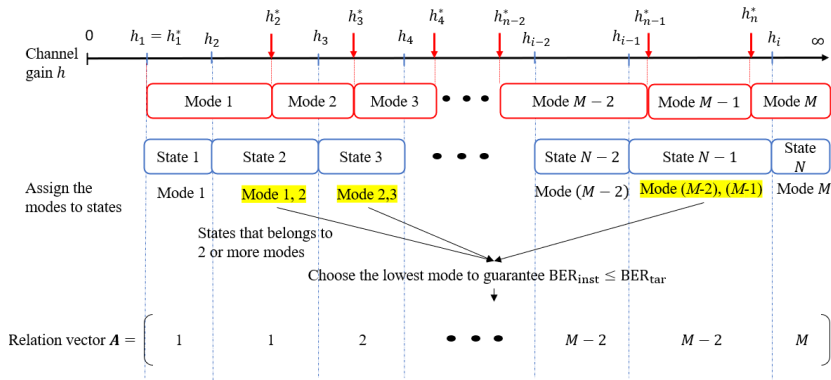 h₂* h₃* h₄* h*ₙ₋₂ h*ₙ₋₁ hₙ*
0 h₁ = h₁* h₂ h₃ h₄ hᵢ₋₂ hᵢ₋₁ hᵢ ∞
Channel
gain h
Mode 1 Mode 2 Mode 3 • • • Mode M − 2 Mode M − 1 Mode M
State 1 State 2 State 3 • • • State N − 2 State N − 1 State
N
Assign the
modes to states
Mode 1 Mode 1, 2 Mode 2,3 Mode (M − 2) Mode (M-2), (M-1) Mode M
States that belongs to
2 or more modes
Choose the lowest mode to guarantee BER_inst ≤ BER_tar
Relation vector A = 1 1 2 • • • M − 2 M − 2 M